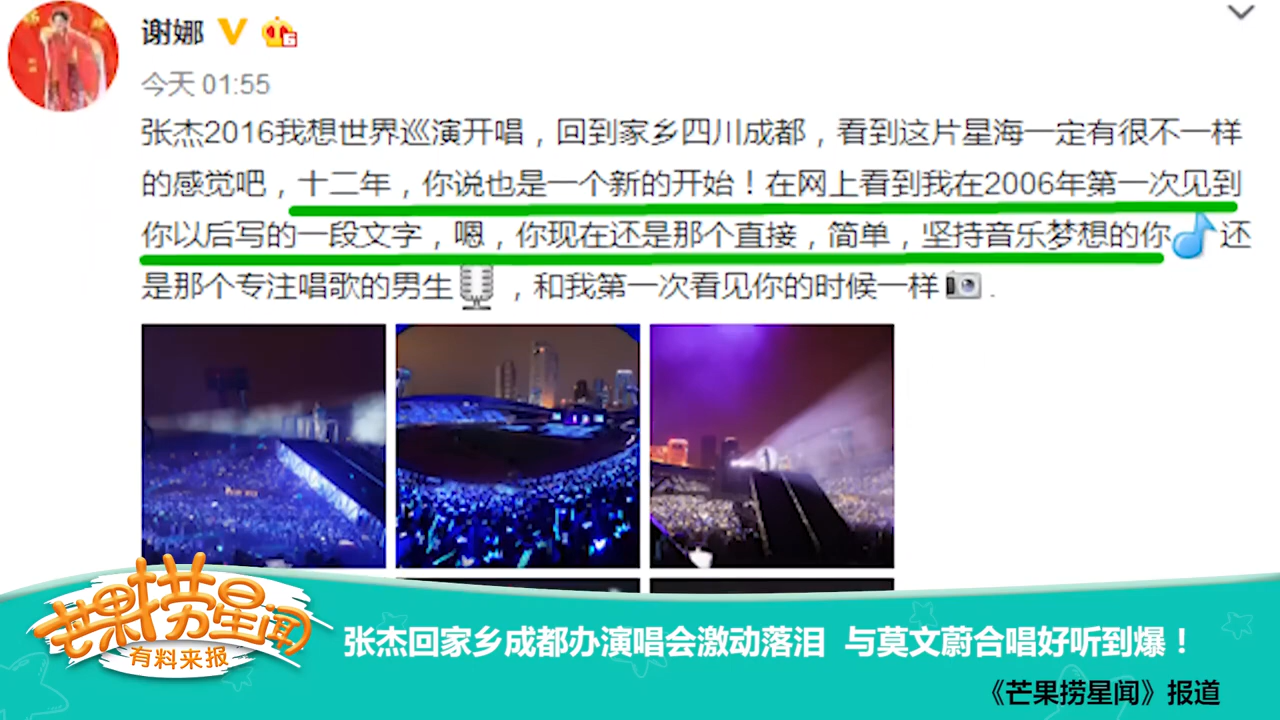 谢娜
今天 01:55
张杰2016我想世界巡演开唱，回到家乡四川成都，看到这片星海一定有很不一样
的感觉吧，十二年，你说也是一个新的开始！在网上看到我在2006年第一次见到
你以后写的一段文字，嗯，你现在还是那个直接，简单，坚持音乐梦想的你还
是那个专注唱歌的男生，和我第一次看见你的时候一样.
芒果捞星闻
有料来报
张杰回家乡成都办演唱会激动落泪 与莫文蔚合唱好听到爆！
《芒果捞星闻》报道